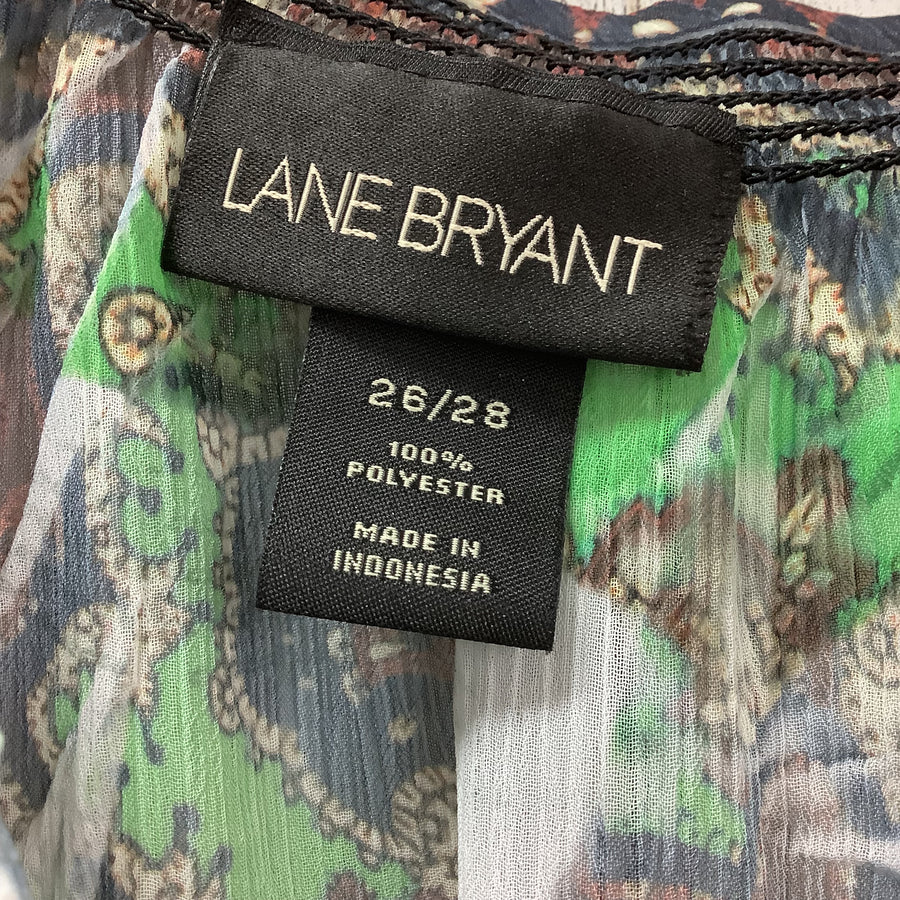 LANE BRYANT
26/28
100%
POLYESTER
MADE IN
INDONESIA